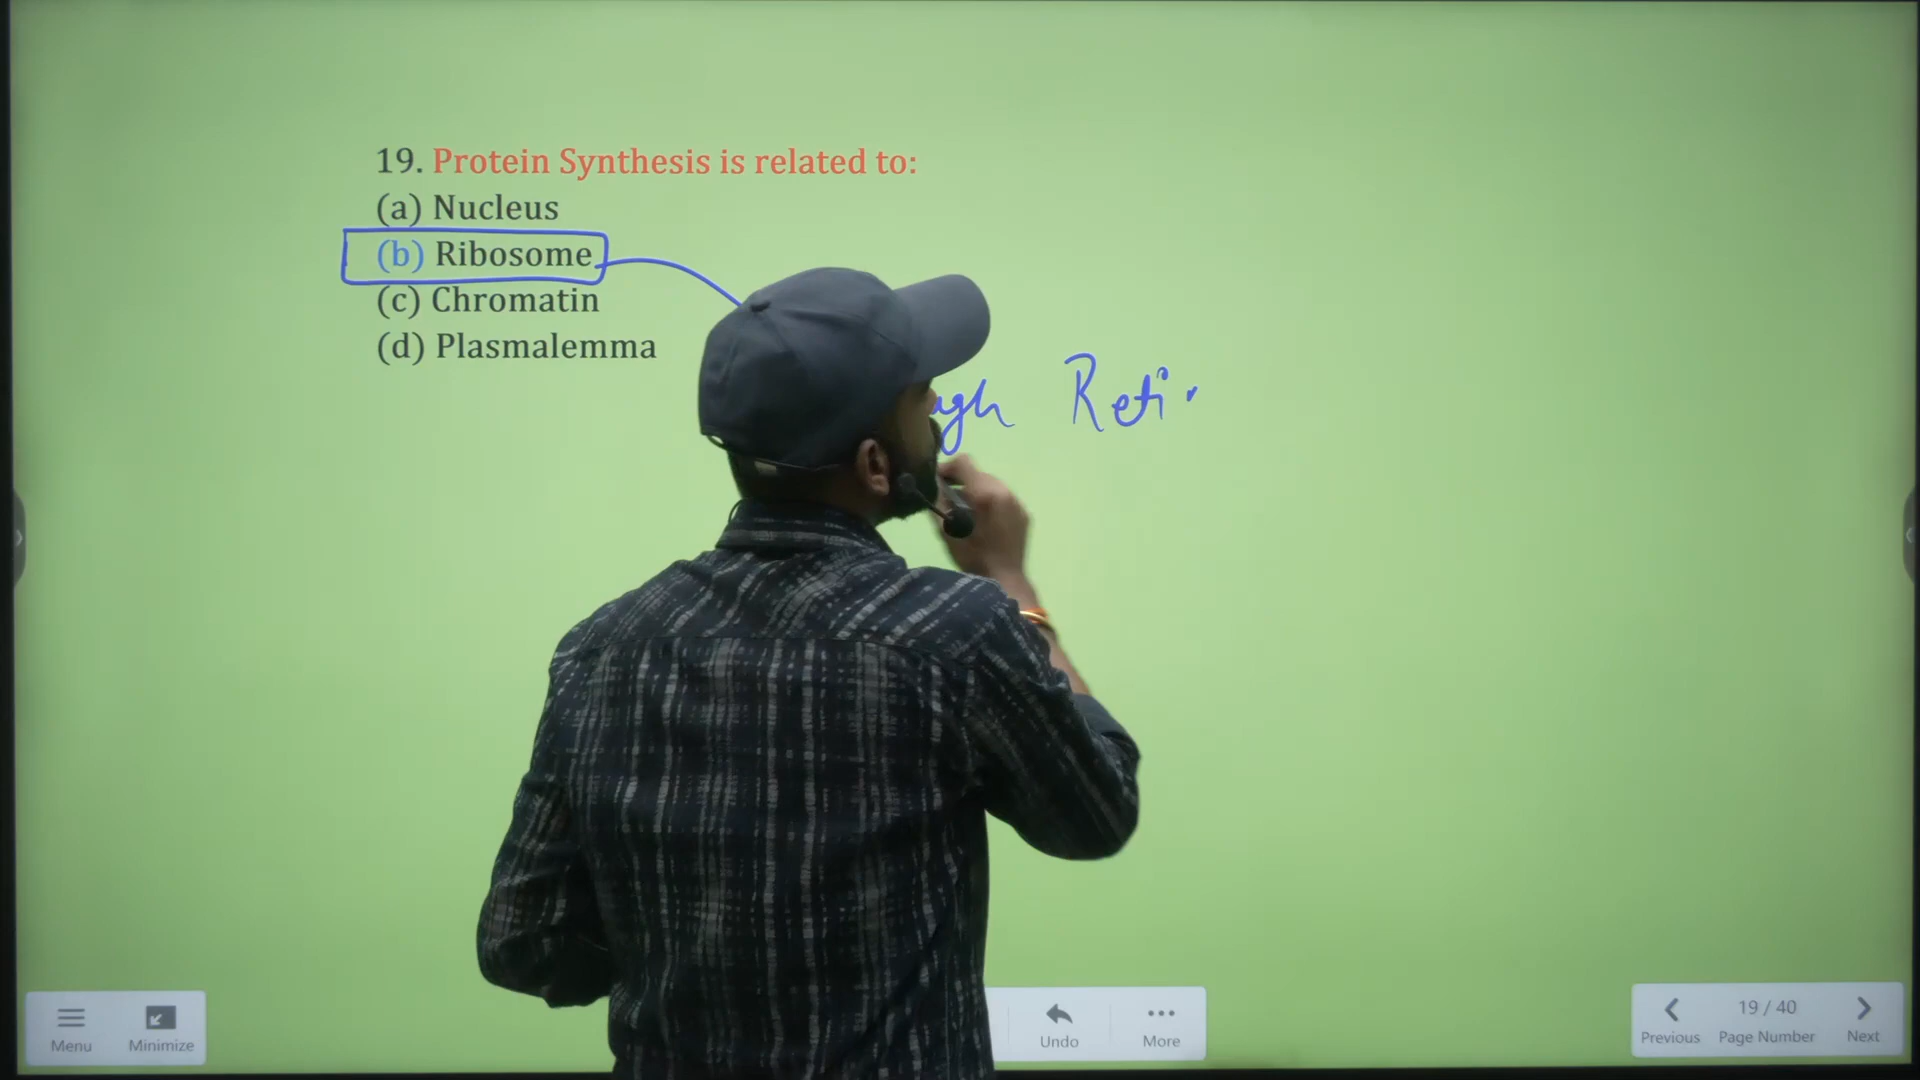 19. Protein Synthesis is related to:
(a) Nucleus
(b) Ribosome
(c) Chromatin
(d) Plasmalemma
Reti
Menu
Minimize
Undo
More
Previous
19 / 40
Page Number
Next